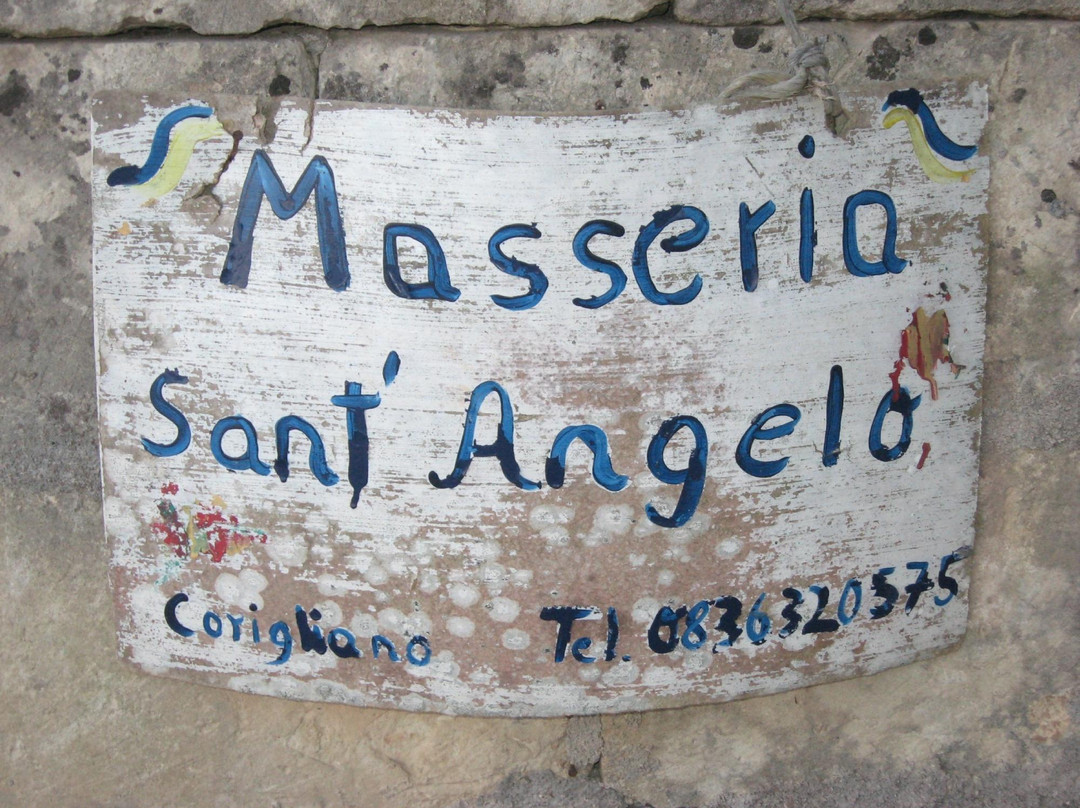 Masseria
Sant'Angelo
Corigliano Tel. 0836320575